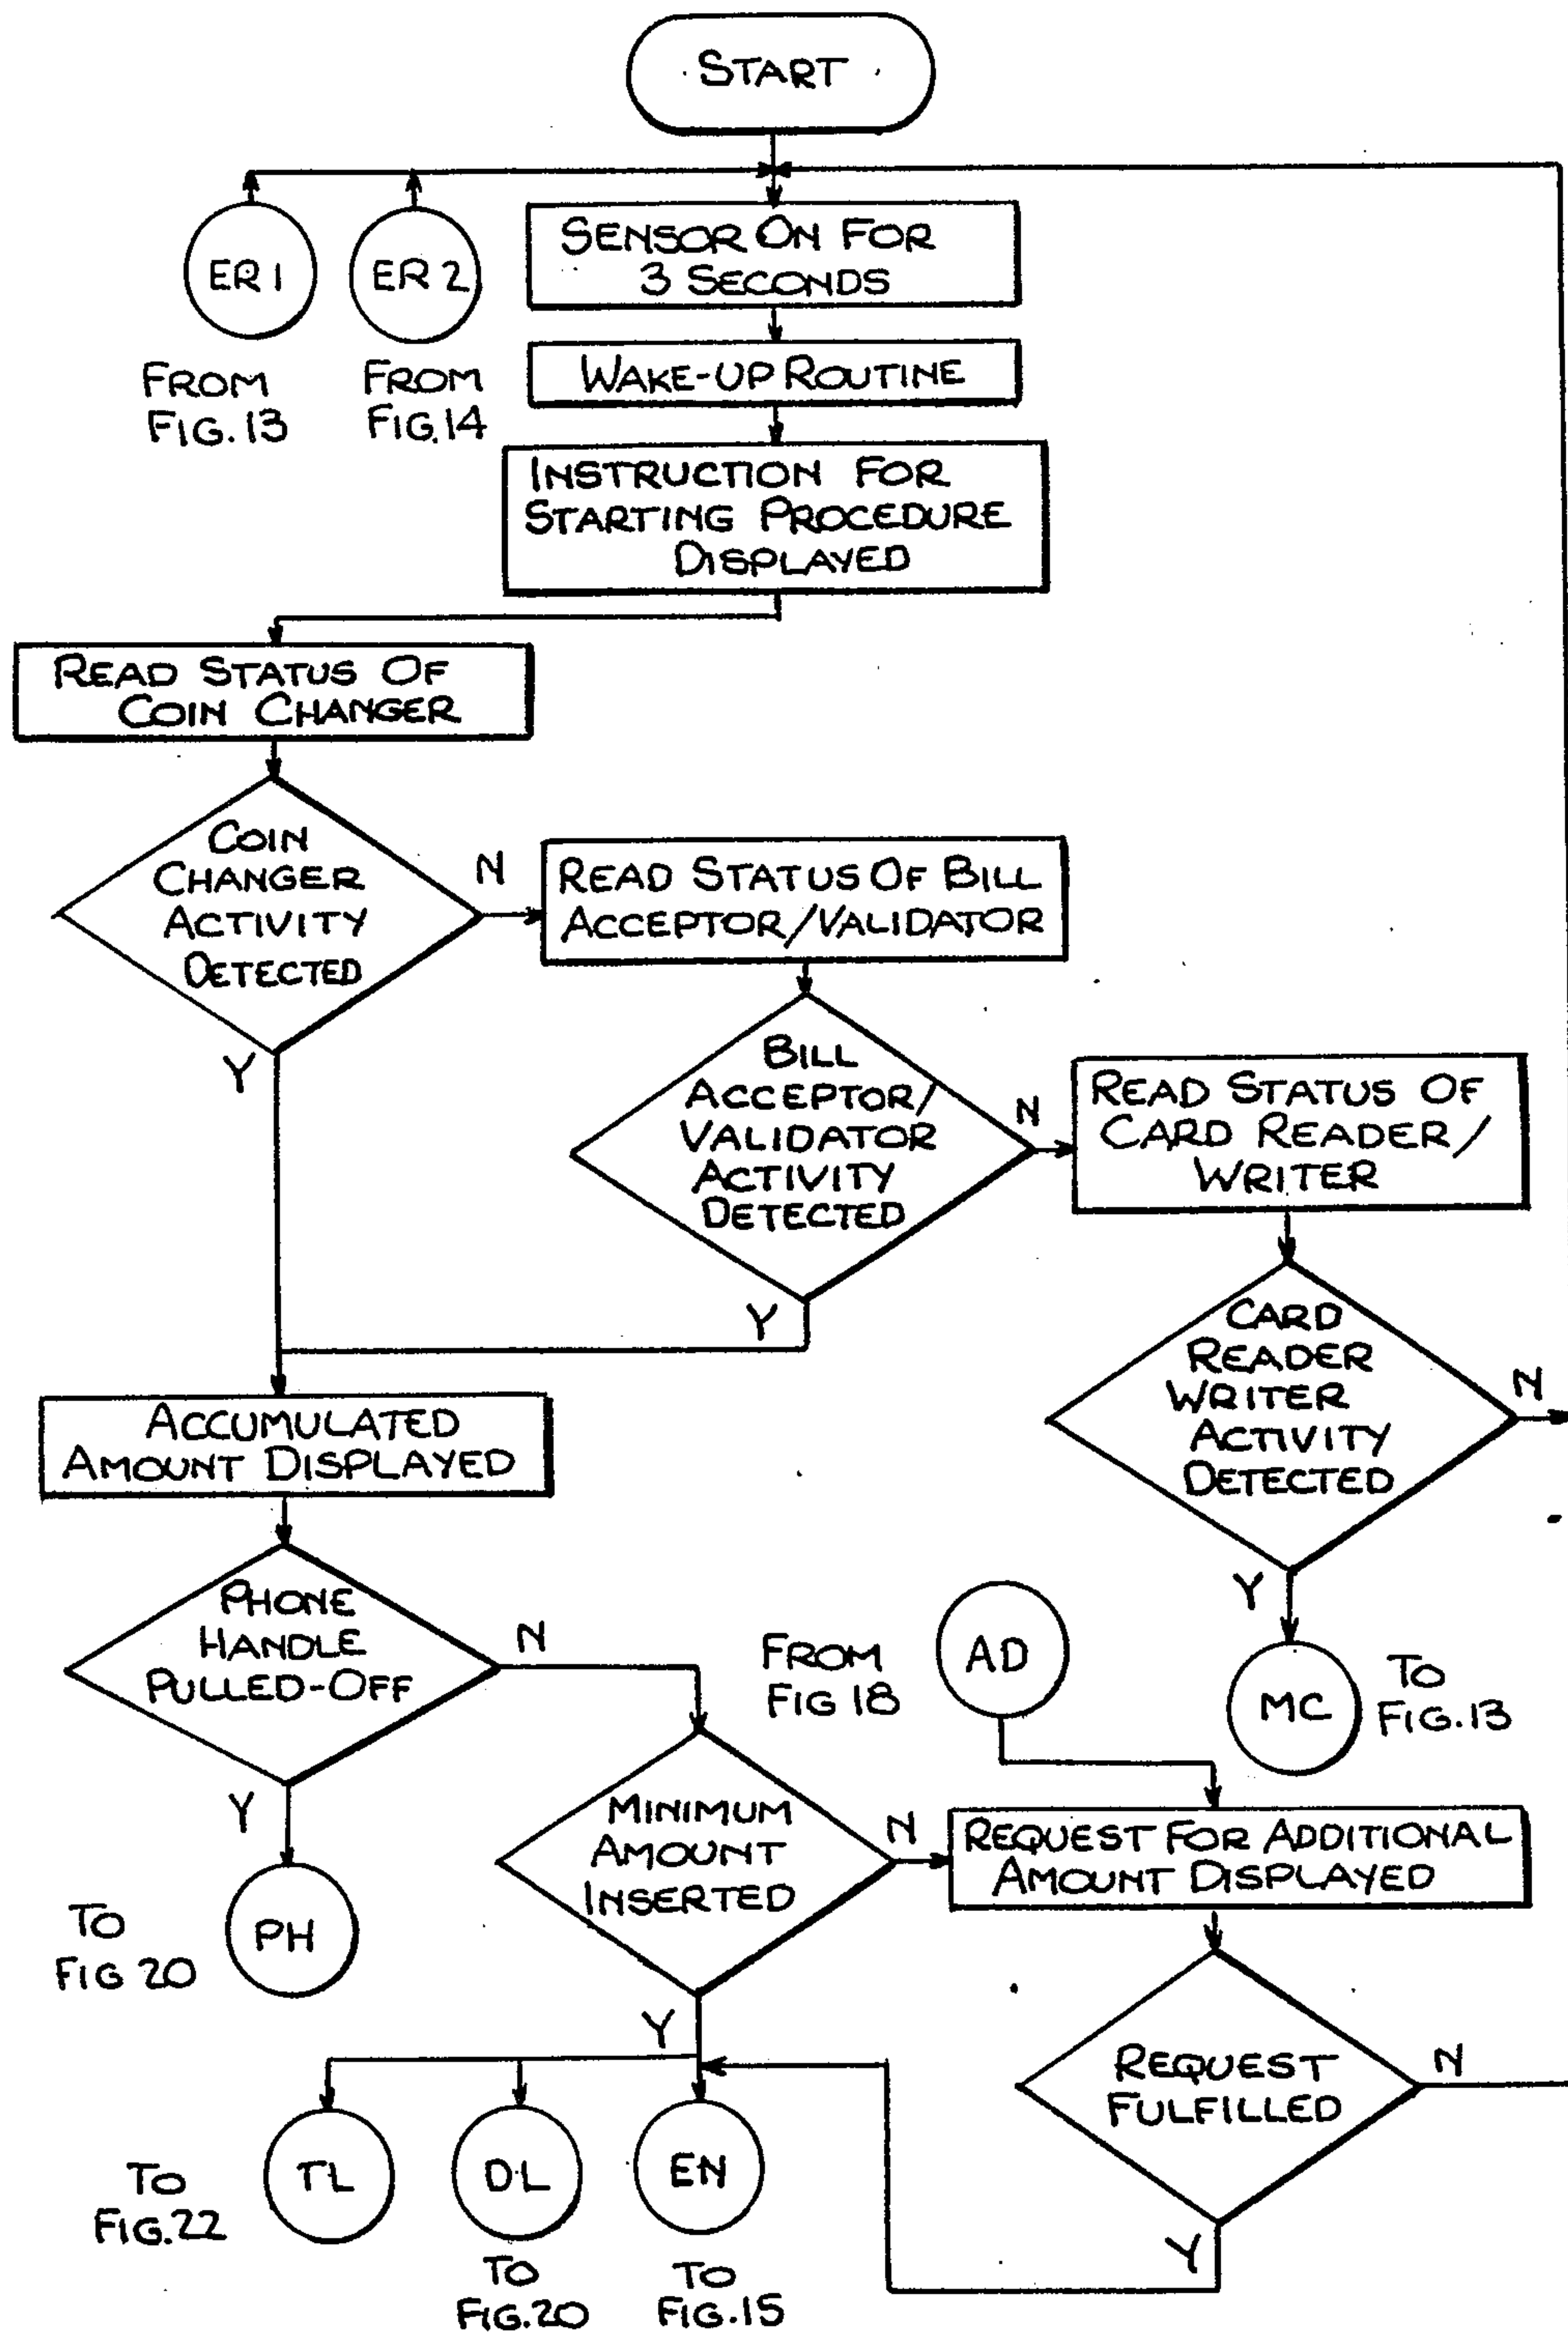 START
ER 1
ER 2
FROM
FIG. 13
FROM
FIG. 14
SENSOR ON FOR
3 SECONDS
WAKE-UP ROUTINE
INSTRUCTION FOR
STARTING PROCEDURE
DISPLAYED
READ STATUS OF
COIN CHANGER
COIN
CHANGER
ACTIVITY
DETECTED
N
Y
READ STATUS OF BILL
ACCEPTOR/VALIDATOR
BILL
ACCEPTOR/
VALIDATOR
ACTIVITY
DETECTED
N
Y
READ STATUS OF
CARD READER/
WRITER
CARD
READER
WRITER
ACTIVITY
DETECTED
N
Y
MC
TO
FIG.13
ACCUMULATED
AMOUNT DISPLAYED
PHONE
HANDLE
PULLED-OFF
N
Y
PH
TO
FIG 20
FROM
FIG 18
AD
MINIMUM
AMOUNT
INSERTED
N
Y
REQUEST FOR ADDITIONAL
AMOUNT DISPLAYED
REQUEST
FULFILLED
N
Y
TL
TO
FIG.22
DL
TO
FIG.20
EN
TO
FIG.15